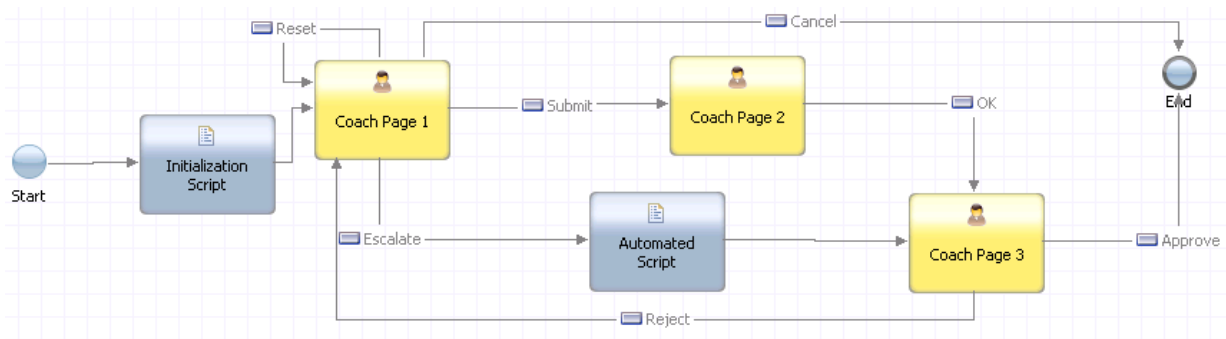 Reset
Cancel
Coach Page 1
Submit
Coach Page 2
OK
End
Initialization
Script
Start
Escalate
Automated
Script
Coach Page 3
Approve
Reject